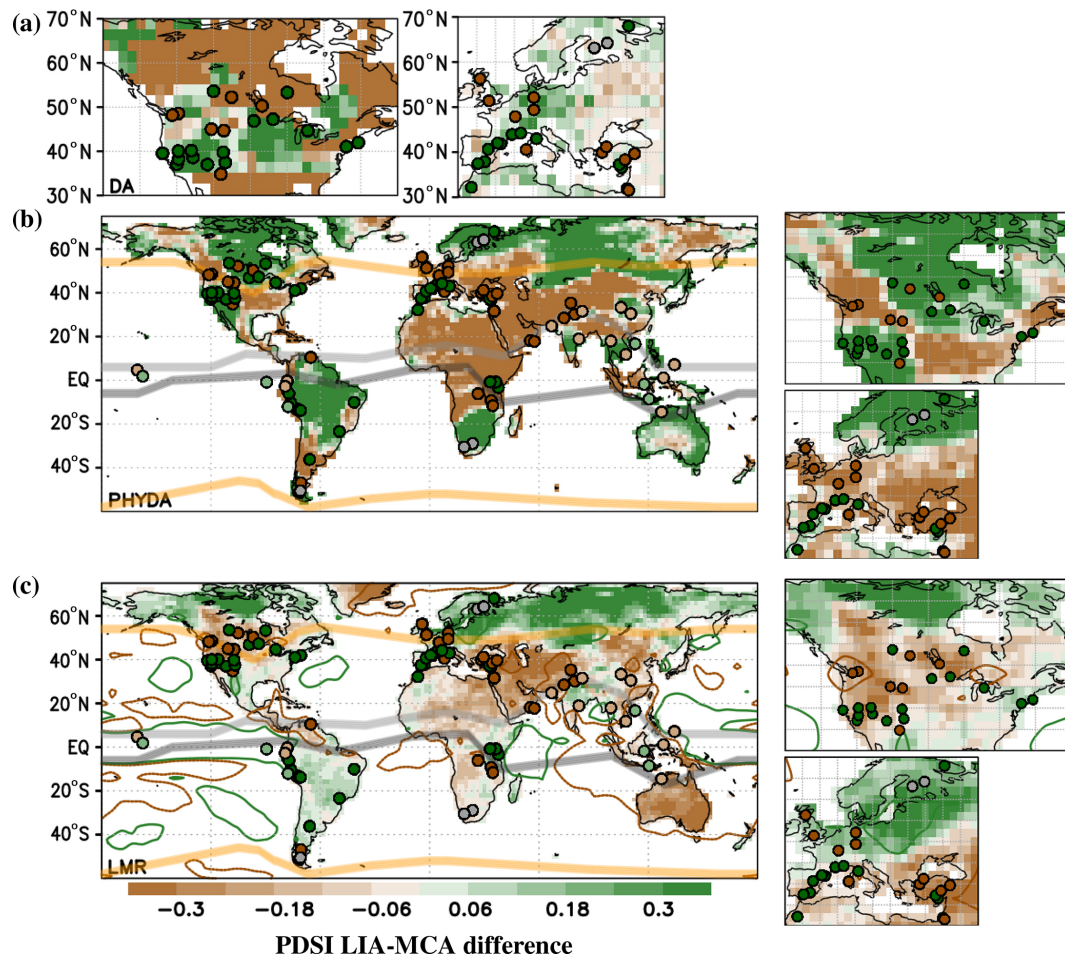 (a)
70°N
60°N
50°N
40°N
30°N
DA
70°N
60°N
50°N
40°N
30°N
(b)
60°N
40°N
20°N
EQ
20°S
40°S
PHYDA
(c)
60°N
40°N
20°N
EQ
20°S
40°S
LMR
−0.3 −0.18 −0.06 0.06 0.18 0.3
PDSI LIA-MCA difference